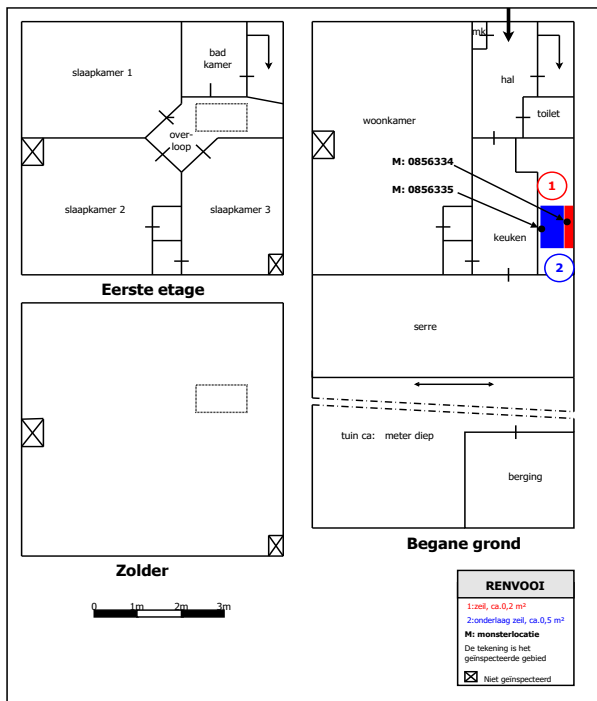 slaapkamer 1
bad
kamer
over-
loop
slaapkamer 2
slaapkamer 3
Eerste etage
mk
hal
toilet
woonkamer
M: 0856334
1
M: 0856335
keuken
2
serre
tuin ca: meter diep
berging
Begane grond
Zolder
0 1m 2m 3m
RENVOOI
1:zeil, ca.0,2 m²
2:onderlaag zeil, ca.0,5 m²
M: monsterlocatie
De tekening is het
geïnspecteerde gebied
Niet geïnspecteerd